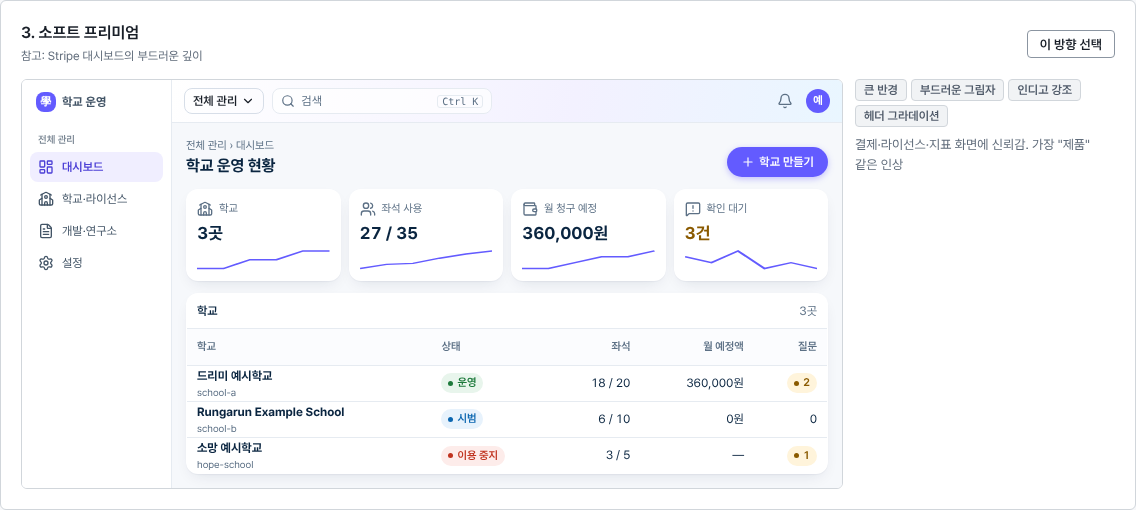 3. 소프트 프리미엄
참고: Stripe 대시보드의 부드러운 깊이
이 방향 선택
學 학교 운영
전체 관리
대시보드
학교·라이선스
개발·연구소
설정
전체 관리 검색 Ctrl K 예
전체 관리 › 대시보드
학교 운영 현황
+ 학교 만들기
학교
3곳
좌석 사용
27 / 35
월 청구 예정
360,000원
확인 대기
3건
학교 3곳
학교 상태 좌석 월 예정액 질문
드리미 예시학교
school-a
운영 18 / 20 360,000원 2
Rungarun Example School
school-b
시범 6 / 10 0원 0
소망 예시학교
hope-school
이용 중지 3 / 5 — 1
큰 반경 부드러운 그림자 인디고 강조
헤더 그라데이션
결제·라이선스·지표 화면에 신뢰감. 가장 "제품"
같은 인상